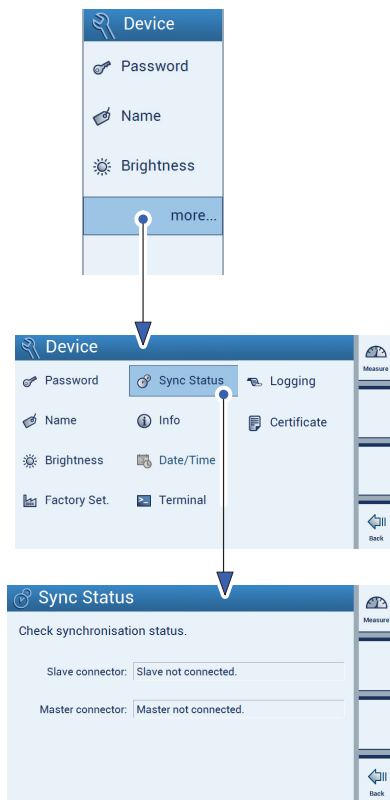 Device
Password
Name
Brightness
more...
Device
Measure
Password
Sync Status
Logging
Name
Info
Certificate
Brightness
Date/Time
Factory Set.
Terminal
Back
Sync Status
Measure
Check synchronisation status.
Slave connector: Slave not connected.
Master connector: Master not connected.
Back